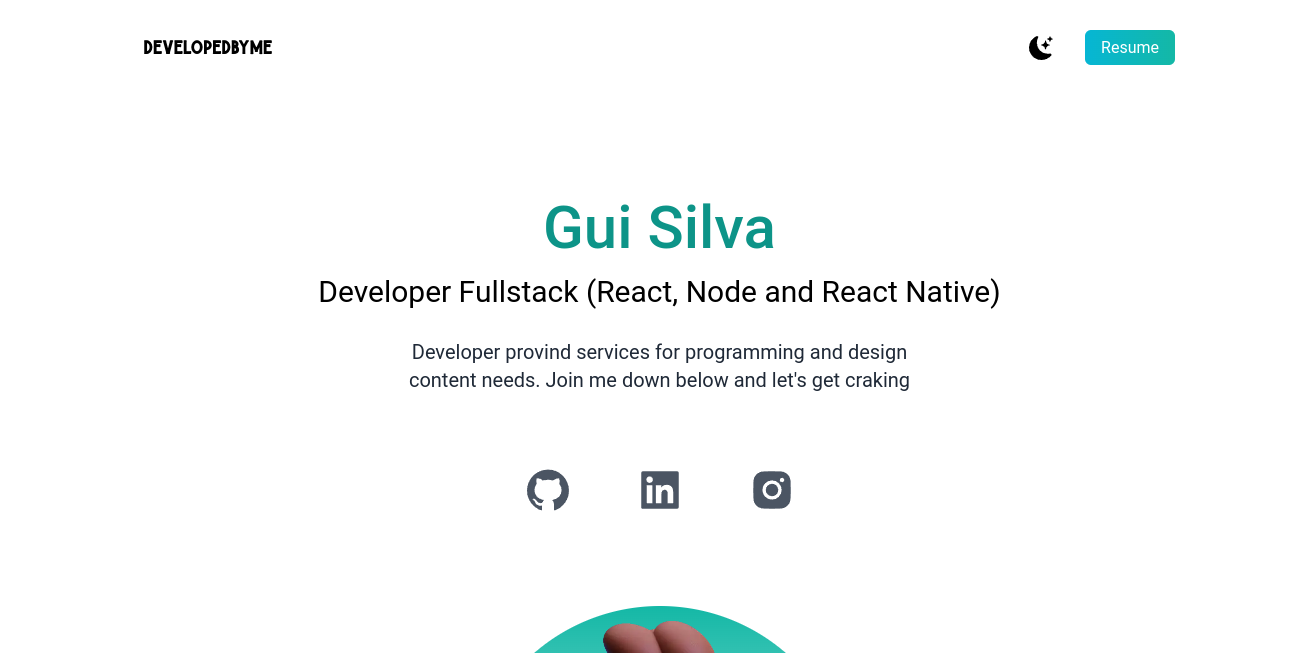 DEVELOPEDBYME
Resume
Gui Silva
Developer Fullstack (React, Node and React Native)
Developer provind services for programming and design
content needs. Join me down below and let's get craking
in